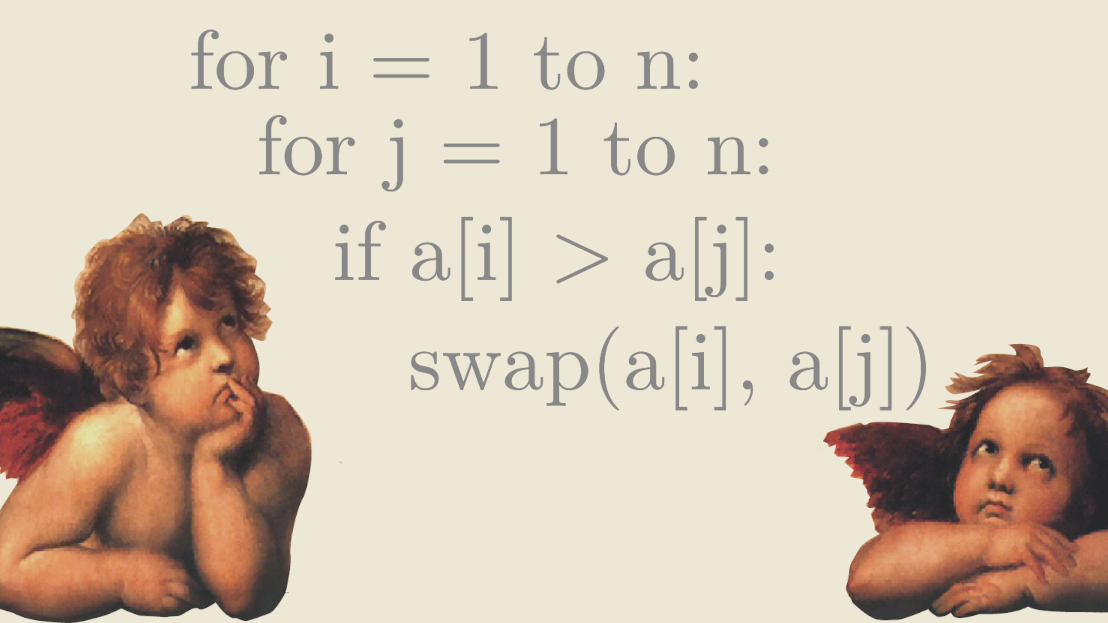 for i = 1 to n:
for j = 1 to n:
if a[i] > a[j]:
swap(a[i], a[j])